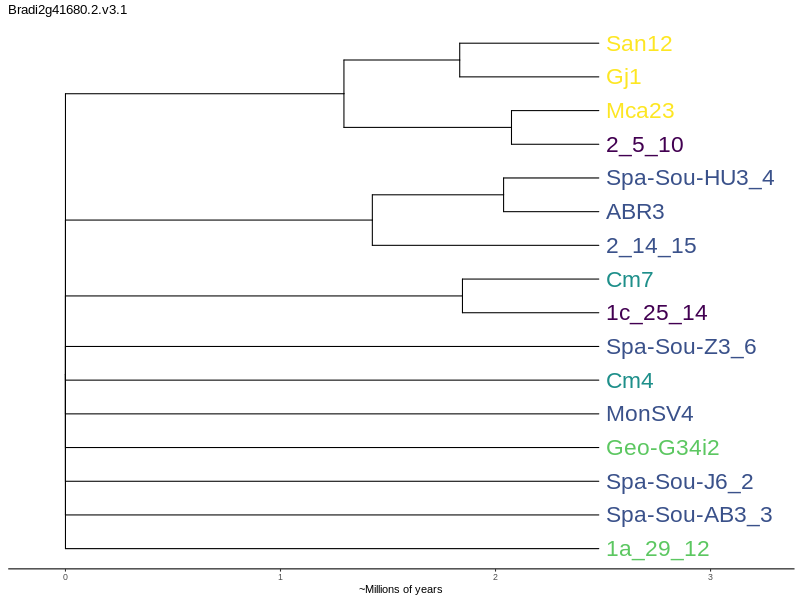 Bradi2g41680.2.v3.1
San12
Gj1
Mca23
2_5_10
Spa-Sou-HU3_4
ABR3
2_14_15
Cm7
1c_25_14
Spa-Sou-Z3_6
Cm4
MonSV4
Geo-G34i2
Spa-Sou-J6_2
Spa-Sou-AB3_3
1a_29_12
0 1 2 3
~Millions of years